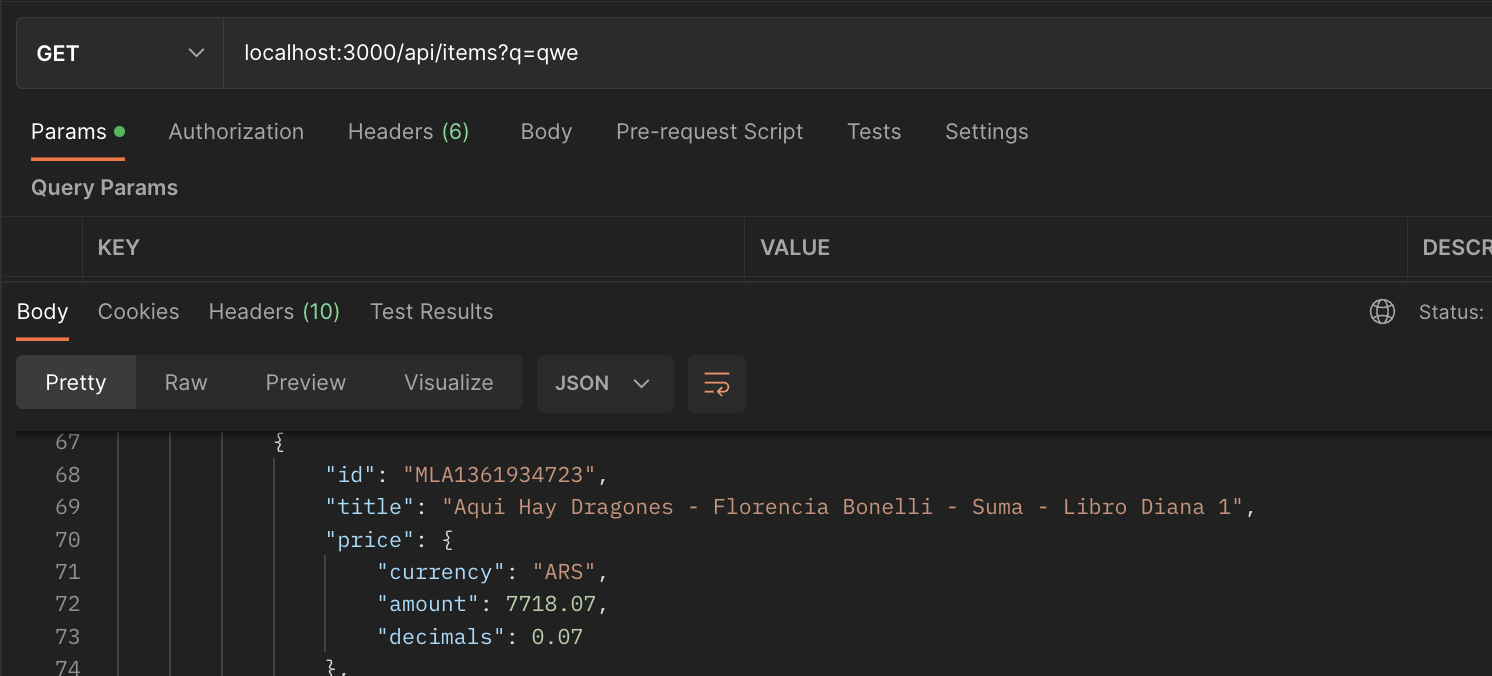 GET localhost:3000/api/items?q=qwe
Params Authorization Headers (6) Body Pre-request Script Tests Settings
Query Params
KEY VALUE DESCR
Body Cookies Headers (10) Test Results Status:
Pretty Raw Preview Visualize JSON
67 {
68 "id": "MLA1361934723",
69 "title": "Aqui Hay Dragones - Florencia Bonelli - Suma - Libro Diana 1",
70 "price": {
71 "currency": "ARS",
72 "amount": 7718.07,
73 "decimals": 0.07
74 },